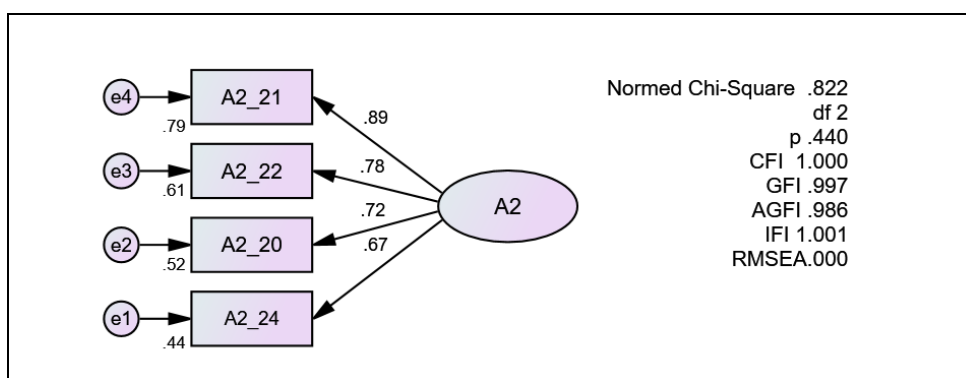 e4
A2_21
.79
.89
e3
A2_22
.61
.78
e2
A2_20
.52
.72
e1
A2_24
.44
.67
A2
Normed Chi-Square .822
df 2
p .440
CFI 1.000
GFI .997
AGFI .986
IFI 1.001
RMSEA.000